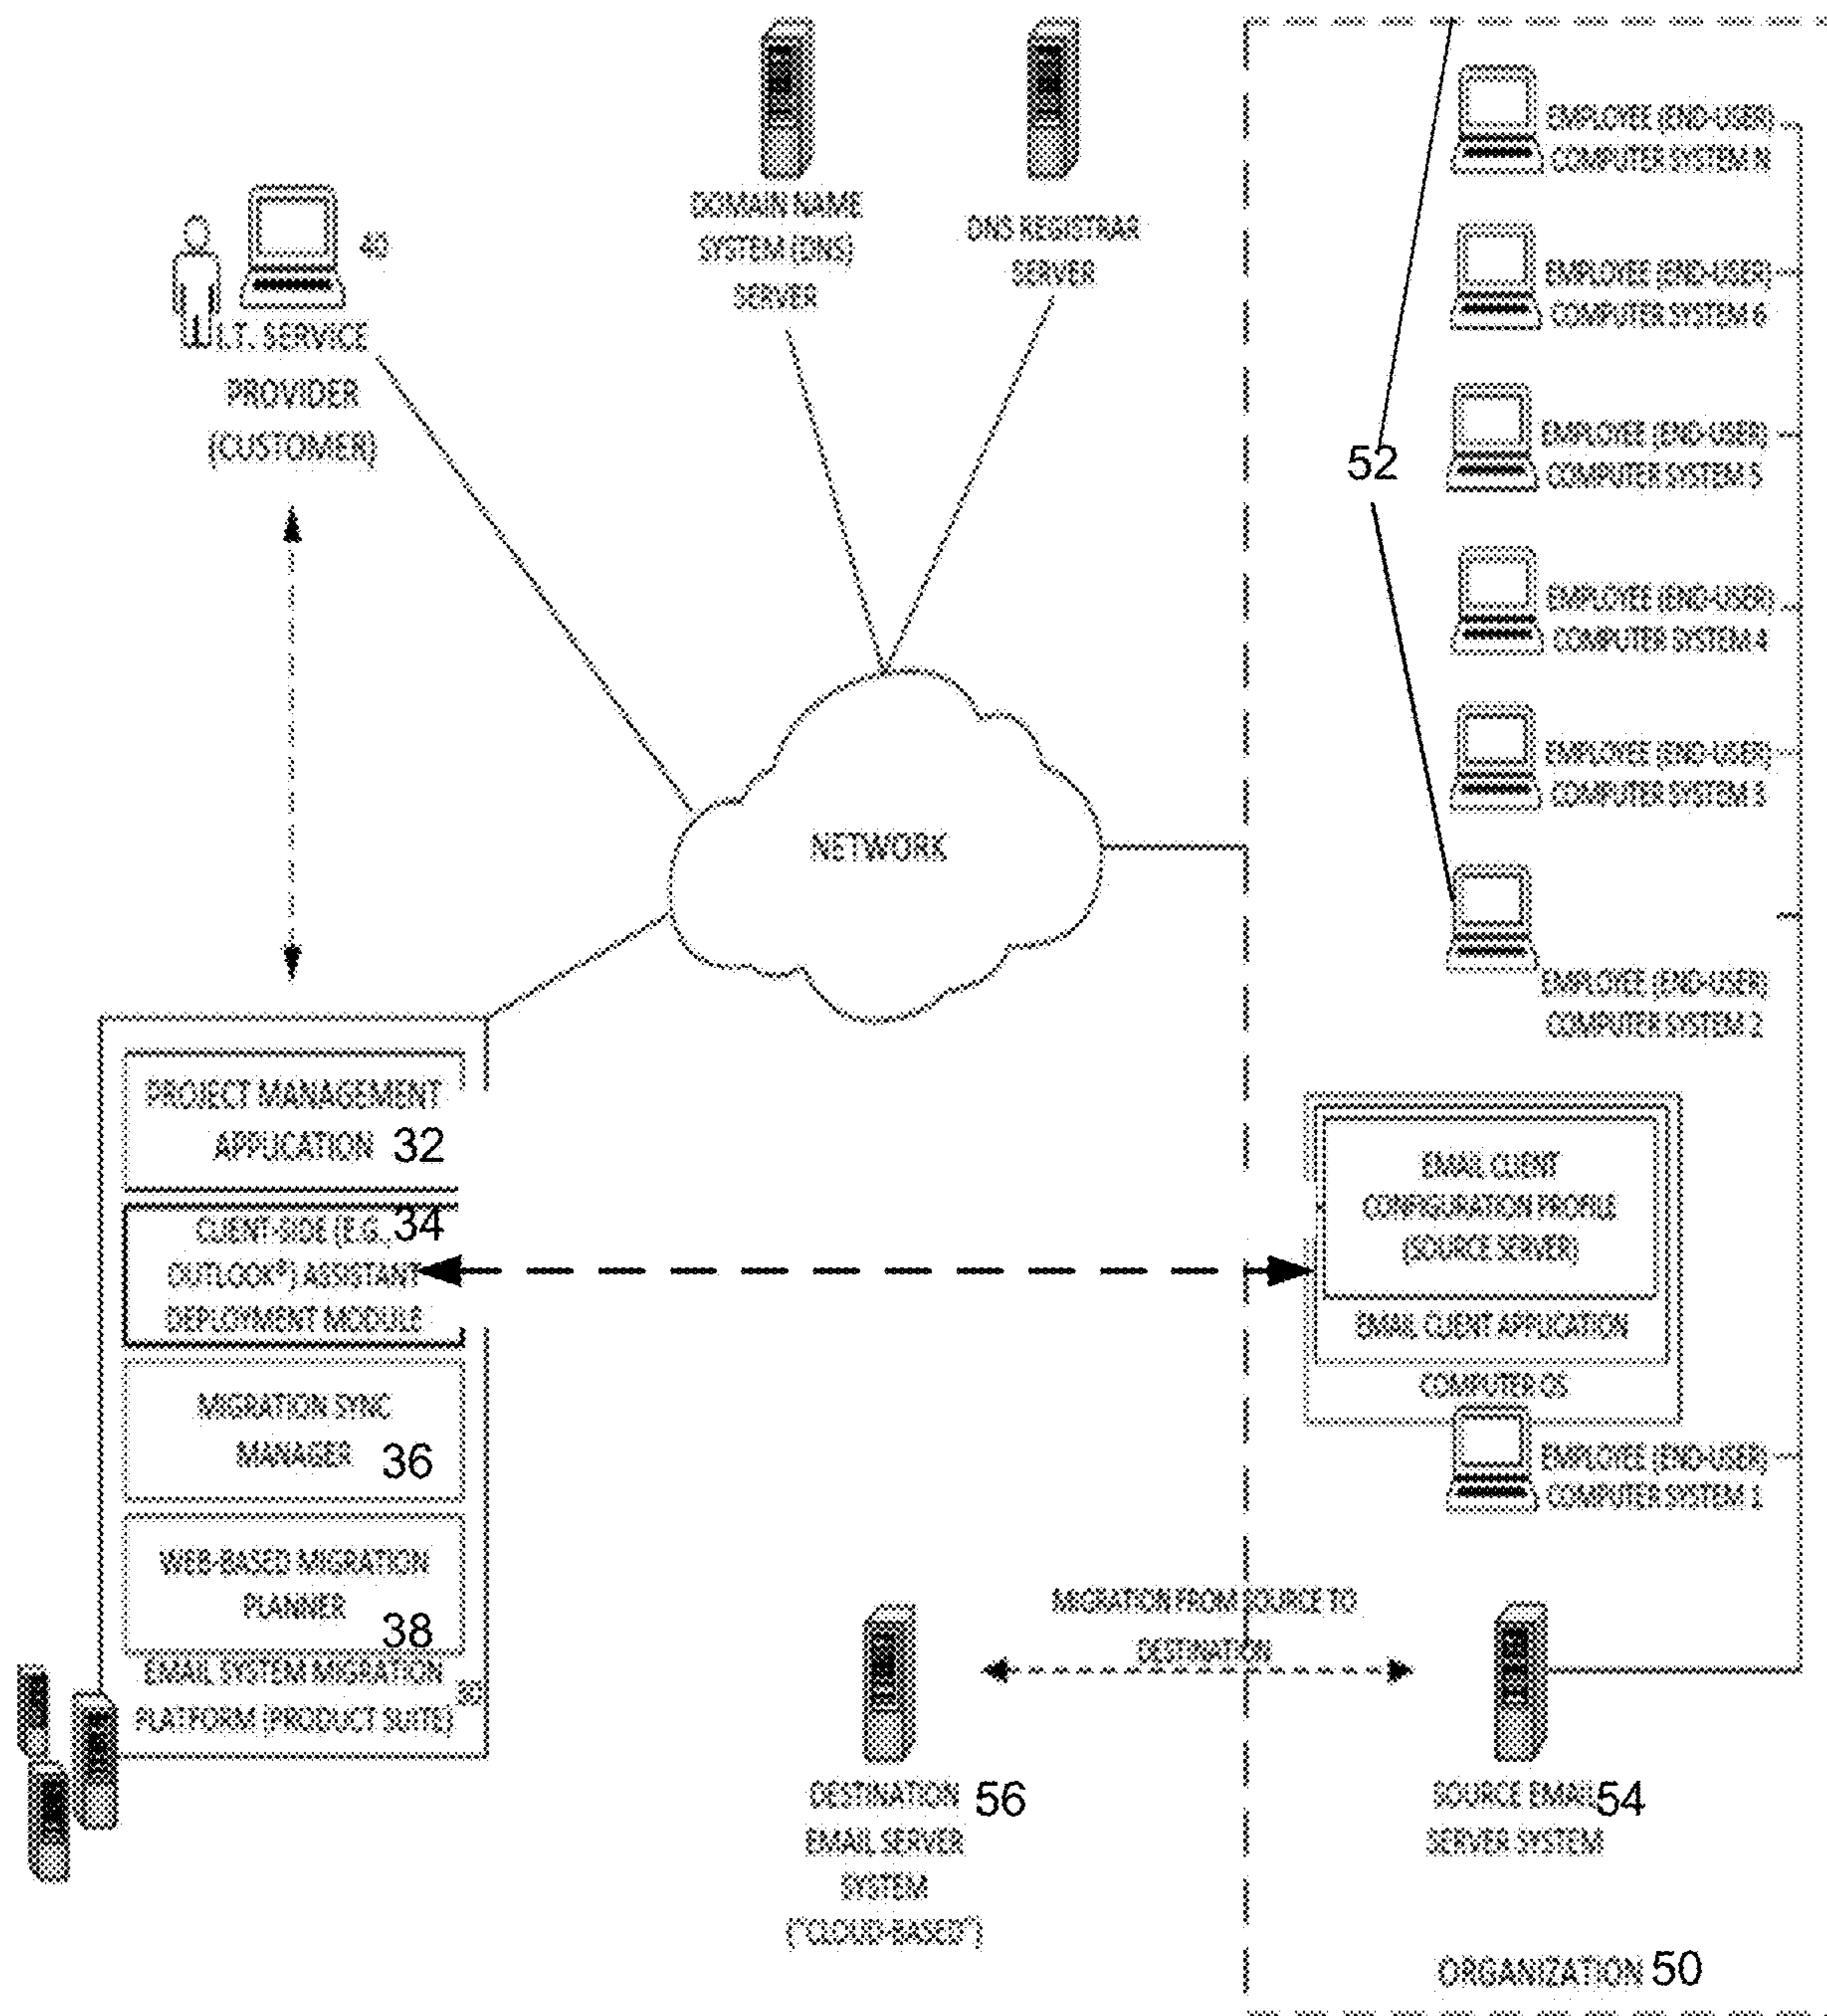 DOMAIN NAME
SYSTEM (DNS)
SERVER
DNS REGISTRAR
SERVER
40
I.T. SERVICE
PROVIDER
(CUSTOMER)
NETWORK
52
EMPLOYEE (END-USER)
COMPUTER SYSTEM N
EMPLOYEE (END-USER)
COMPUTER SYSTEM 6
EMPLOYEE (END-USER)
COMPUTER SYSTEM 5
EMPLOYEE (END-USER)
COMPUTER SYSTEM 4
EMPLOYEE (END-USER)
COMPUTER SYSTEM 3
EMPLOYEE (END-USER)
COMPUTER SYSTEM 2
PROJECT MANAGEMENT
APPLICATION 32
34
CLIENT-SIDE (E.G.,
OUTLOOK®) ASSISTANT
DEPLOYMENT MODULE
MIGRATION SYNC
MANAGER 36
WEB-BASED MIGRATION
PLANNER
38
EMAIL SYSTEM MIGRATION
PLATFORM (PRODUCT SUITE)
EMAIL CLIENT
CONFIGURATION PROFILE
(SOURCE SERVER)
EMAIL CLIENT APPLICATION
COMPUTER OS
EMPLOYEE (END-USER)
COMPUTER SYSTEM 1
MIGRATION FROM SOURCE TO
DESTINATION
DESTINATION 56
EMAIL SERVER
SYSTEM
("CLOUD-BASED")
SOURCE EMAIL 54
SERVER SYSTEM
ORGANIZATION 50